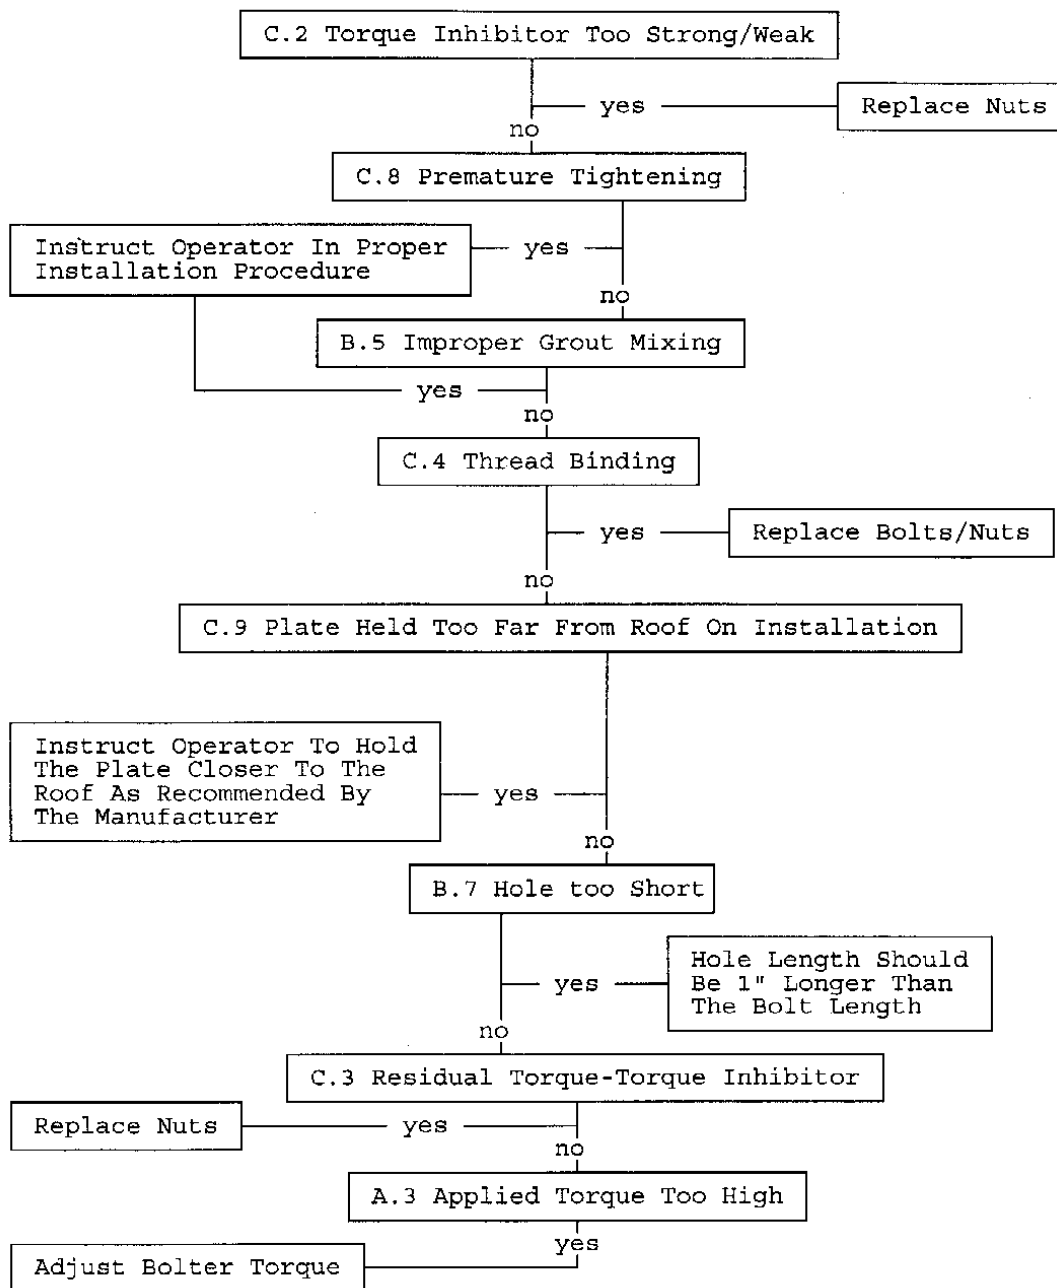 C.2 Torque Inhibitor Too Strong/Weak
yes
Replace Nuts
no
C.8 Premature Tightening
Instruct Operator In Proper
Installation Procedure
yes
no
B.5 Improper Grout Mixing
yes
no
C.4 Thread Binding
yes
Replace Bolts/Nuts
no
C.9 Plate Held Too Far From Roof On Installation
Instruct Operator To Hold
The Plate Closer To The
Roof As Recommended By
The Manufacturer
yes
no
B.7 Hole too Short
yes
Hole Length Should
Be 1" Longer Than
The Bolt Length
no
C.3 Residual Torque-Torque Inhibitor
Replace Nuts
yes
no
A.3 Applied Torque Too High
yes
Adjust Bolter Torque